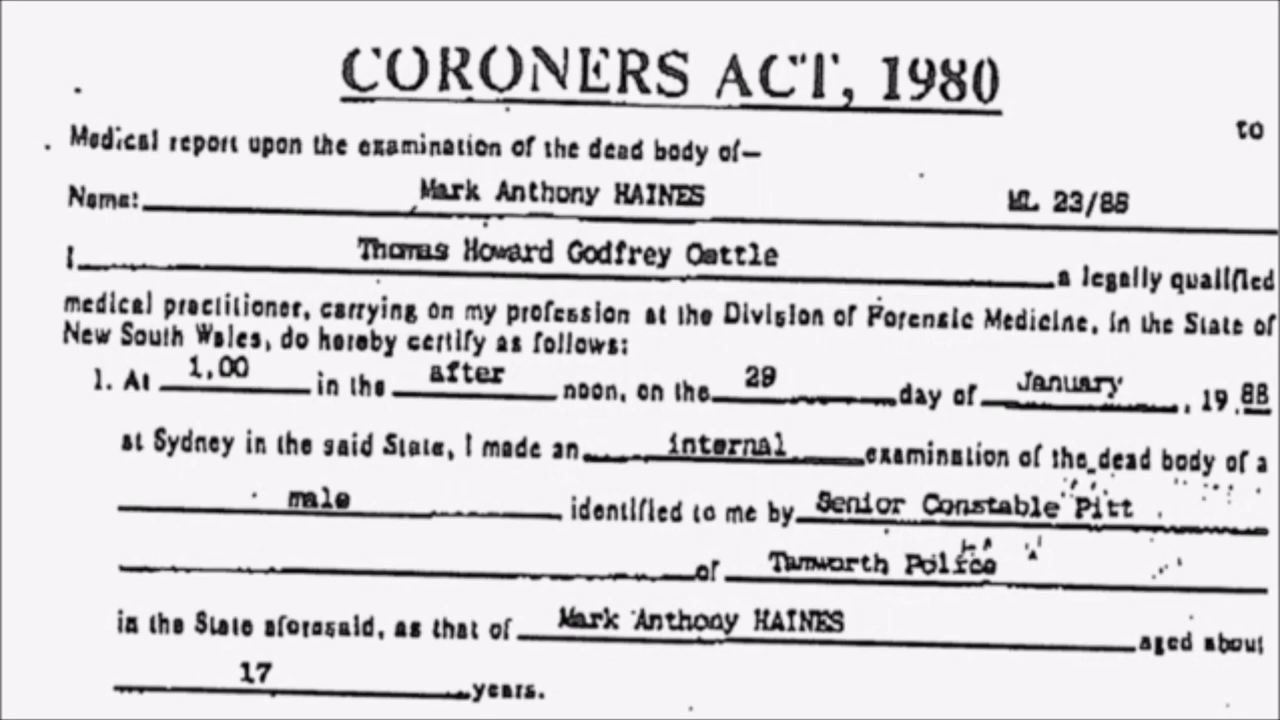 CORONERS ACT, 1980
to
Medical report upon the examination of the dead body of—
Name: Mark Anthony HAINES ML 23/88
I Thomas Howard Godfrey Oettle a legally qualified
medical practitioner, carrying on my profession at the Division of Forensic Medicine, in the State of
New South Wales, do hereby certify as follows:
1. At 1.00 in the after noon, on the 29 day of January, 19 88
at Sydney in the said State, I made an internal examination of the dead body of a
male identified to me by Senior Constable Pitt
of Tamworth Police
in the State aforesaid, as that of Mark Anthony HAINES aged about
17 years.